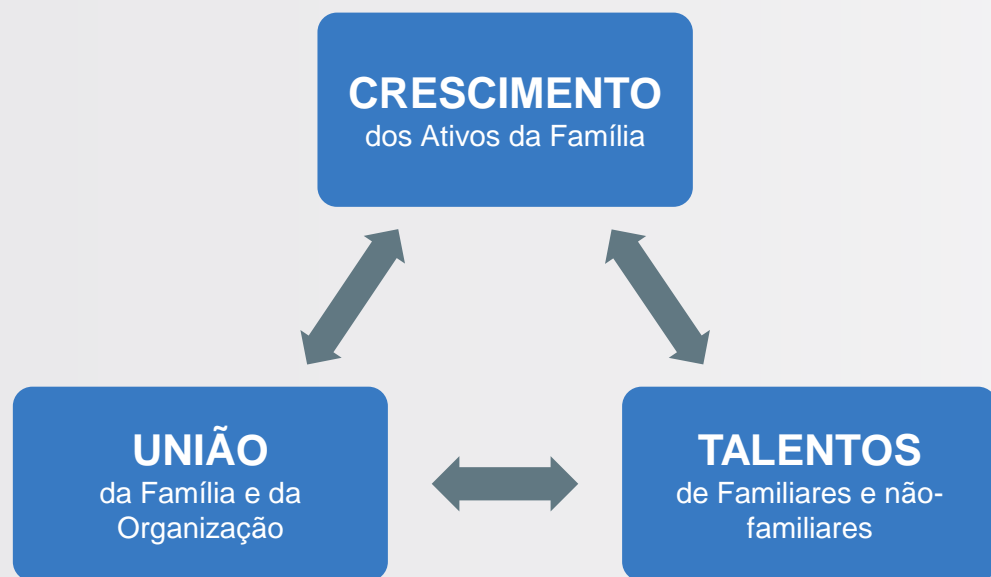 CRESCIMENTO
dos Ativos da Família
UNIÃO
da Família e da
Organização
TALENTOS
de Familiares e não-
familiares